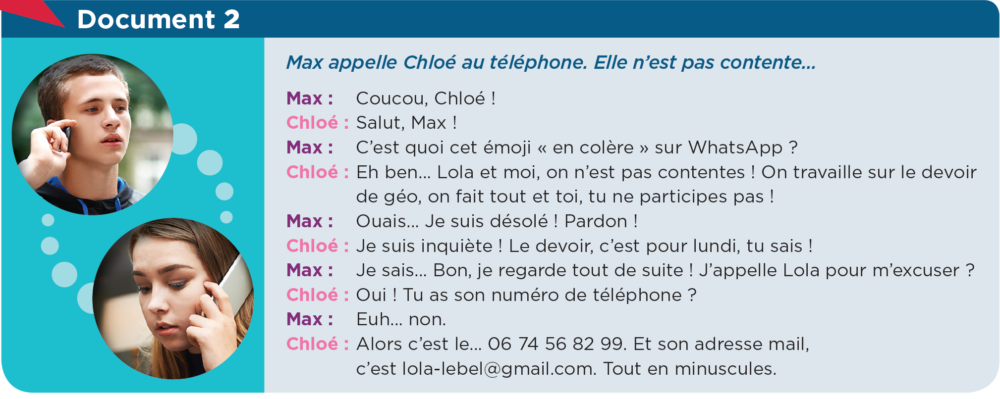 Document 2
Max appelle Chloé au téléphone. Elle n’est pas contente...
Max : Coucou, Chloé !
Chloé : Salut, Max !
Max : C’est quoi cet émoji « en colère » sur WhatsApp ?
Chloé : Eh ben... Lola et moi, on n’est pas contentes ! On travaille sur le devoir
de géo, on fait tout et toi, tu ne participes pas !
Max : Ouais... Je suis désolé ! Pardon !
Chloé : Je suis inquiète ! Le devoir, c’est pour lundi, tu sais !
Max : Je sais... Bon, je regarde tout de suite ! J’appelle Lola pour m’excuser ?
Chloé : Oui ! Tu as son numéro de téléphone ?
Max : Euh... non.
Chloé : Alors c’est le... 06 74 56 82 99. Et son adresse mail,
c’est lola-lebel@gmail.com. Tout en minuscules.